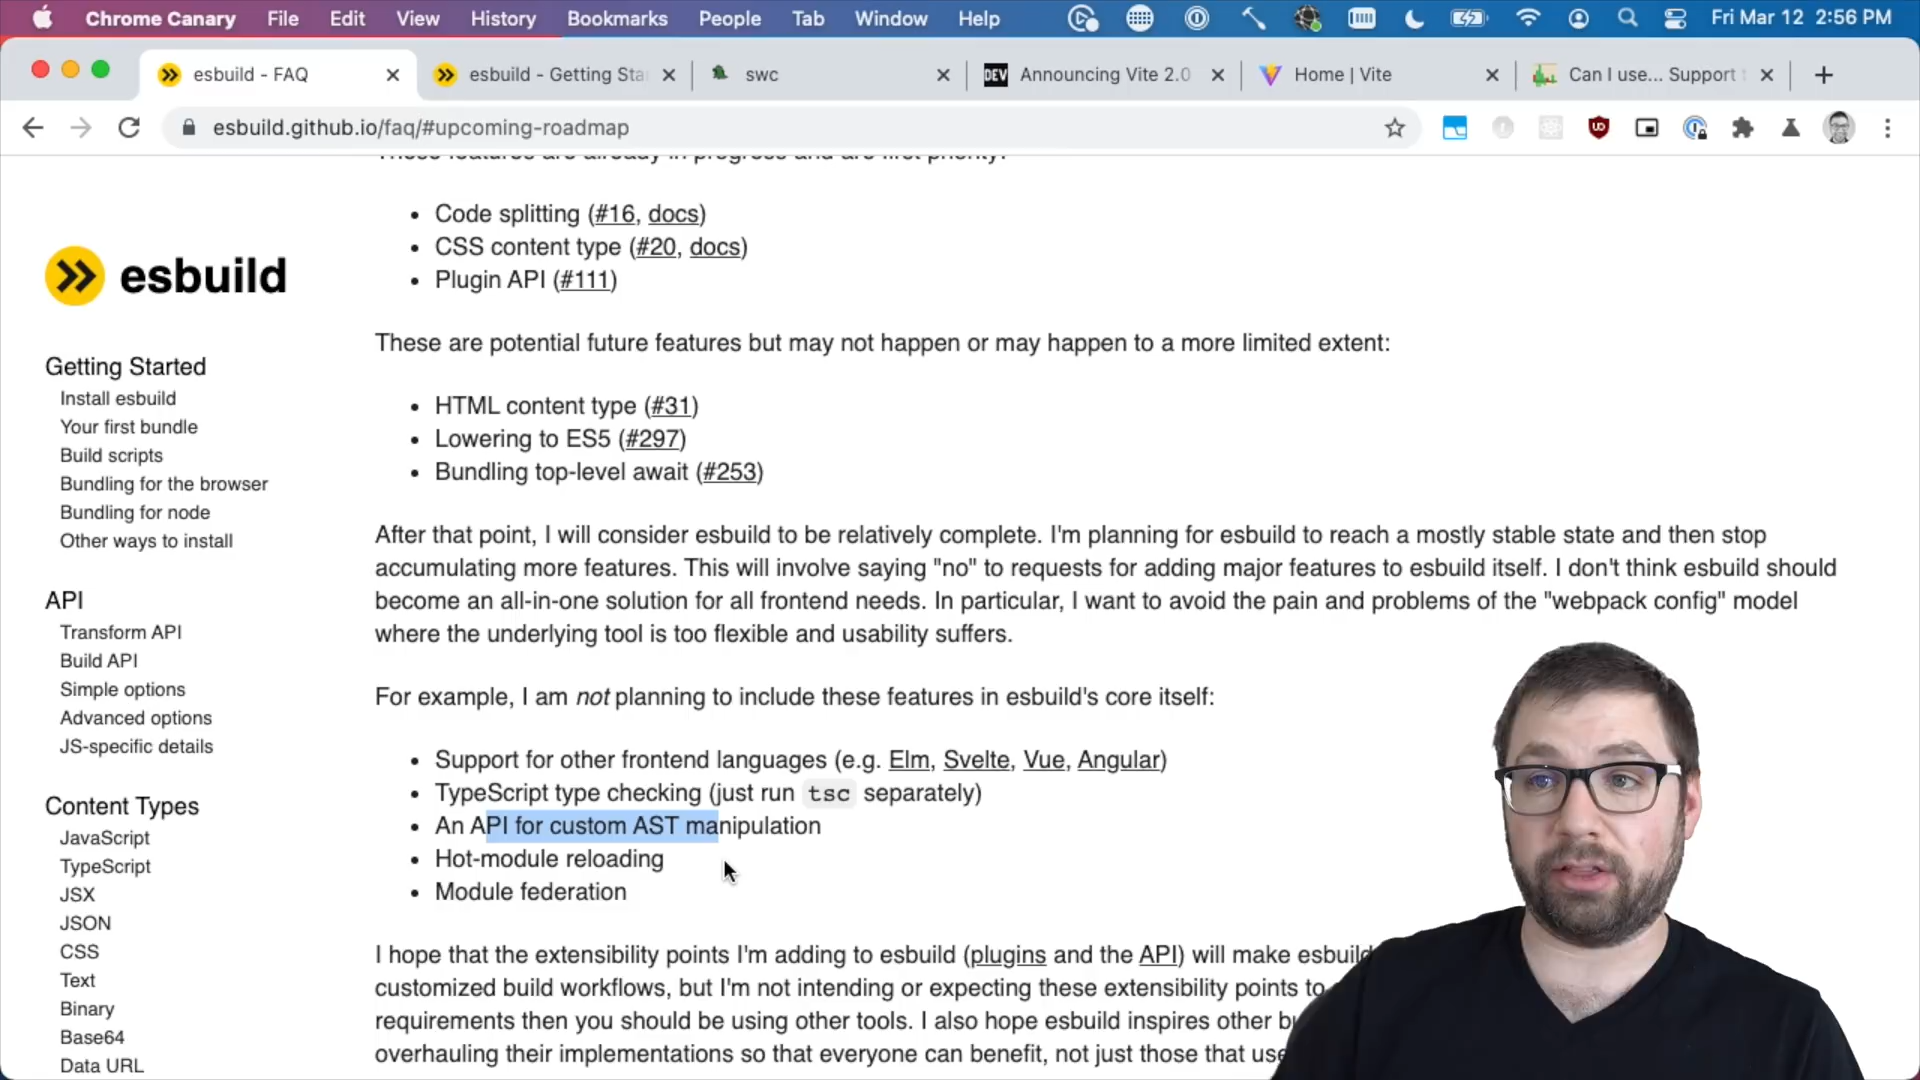 Chrome Canary File Edit View History Bookmarks People Tab Window Help Fri Mar 12 2:56 PM
esbuild - FAQ esbuild - Getting Sta swc DEV Announcing Vite 2.0 Home | Vite Can I use... Support
esbuild.github.io/faq/#upcoming-roadmap
These features are already in progress and are first priority:
• Code splitting (#16, docs)
• CSS content type (#20, docs)
• Plugin API (#111)
These are potential future features but may not happen or may happen to a more limited extent:
• HTML content type (#31)
• Lowering to ES5 (#297)
• Bundling top-level await (#253)
After that point, I will consider esbuild to be relatively complete. I'm planning for esbuild to reach a mostly stable state and then stop
accumulating more features. This will involve saying "no" to requests for adding major features to esbuild itself. I don't think esbuild should
become an all-in-one solution for all frontend needs. In particular, I want to avoid the pain and problems of the "webpack config" model
where the underlying tool is too flexible and usability suffers.
For example, I am not planning to include these features in esbuild's core itself:
• Support for other frontend languages (e.g. Elm, Svelte, Vue, Angular)
• TypeScript type checking (just run tsc separately)
• An API for custom AST manipulation
• Hot-module reloading
• Module federation
I hope that the extensibility points I'm adding to esbuild (plugins and the API) will make esbuild
customized build workflows, but I'm not intending or expecting these extensibility points to
requirements then you should be using other tools. I also hope esbuild inspires other
overhauling their implementations so that everyone can benefit, not just those that use
esbuild
Getting Started
Install esbuild
Your first bundle
Build scripts
Bundling for the browser
Bundling for node
Other ways to install
API
Transform API
Build API
Simple options
Advanced options
JS-specific details
Content Types
JavaScript
TypeScript
JSX
JSON
CSS
Text
Binary
Base64
Data URL